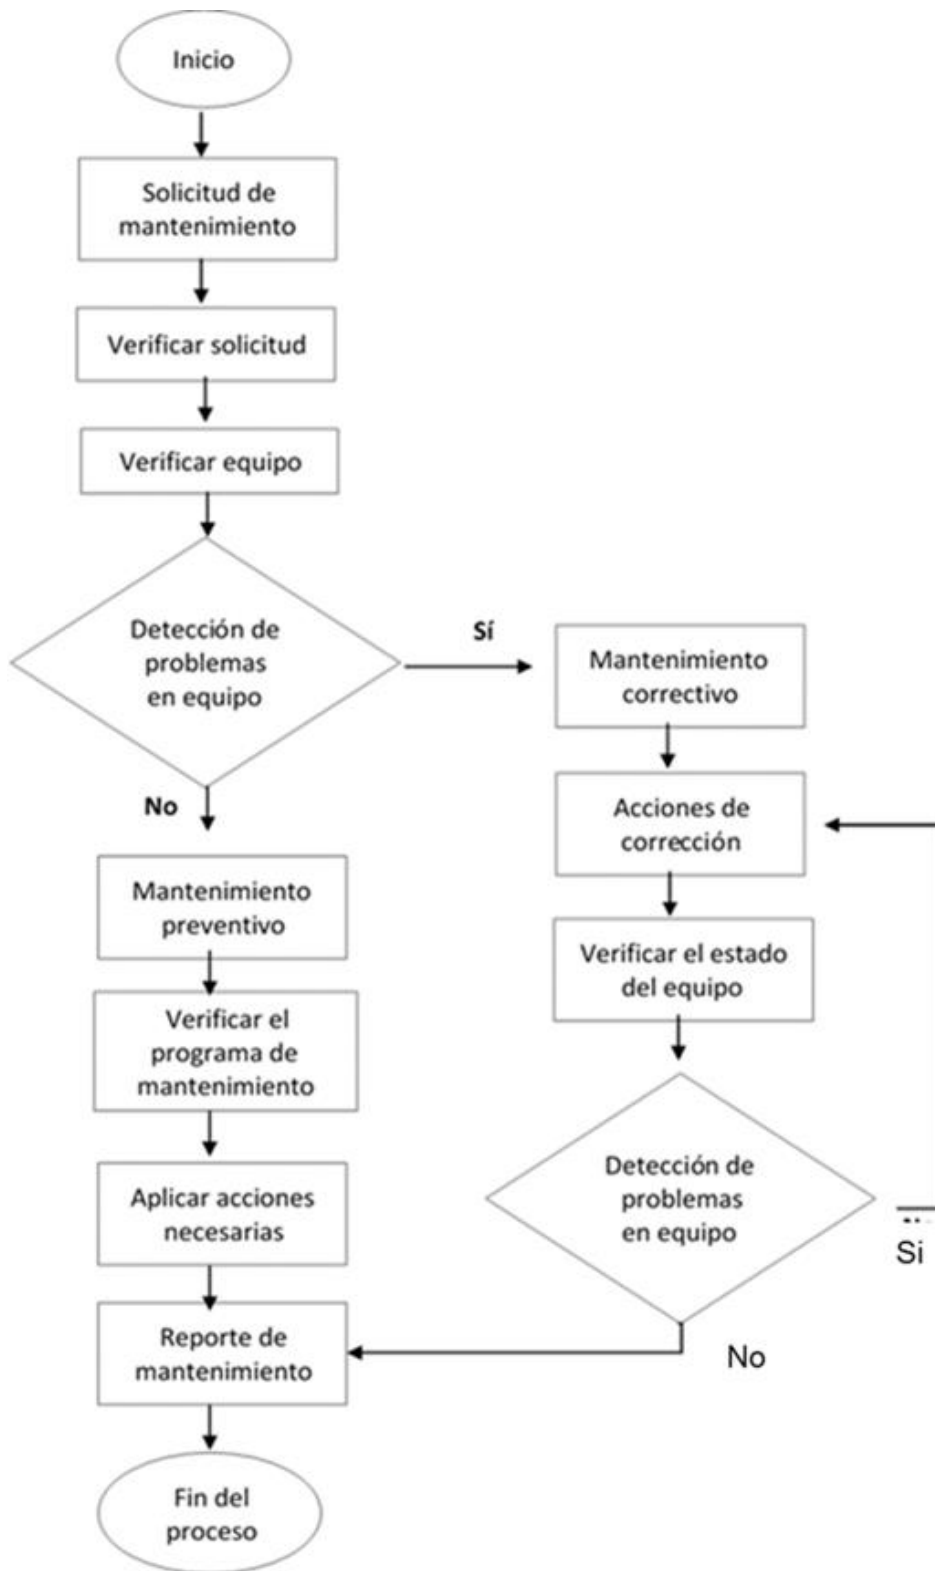 Inicio
Solicitud de
mantenimiento
Verificar solicitud
Verificar equipo
Detección de
problemas
en equipo
Sí
No
Mantenimiento
correctivo
Acciones de
corrección
Verificar el estado
del equipo
Detección de
problemas
en equipo
Si
No
Mantenimiento
preventivo
Verificar el
programa de
mantenimiento
Aplicar acciones
necesarias
Reporte de
mantenimiento
Fin del
proceso